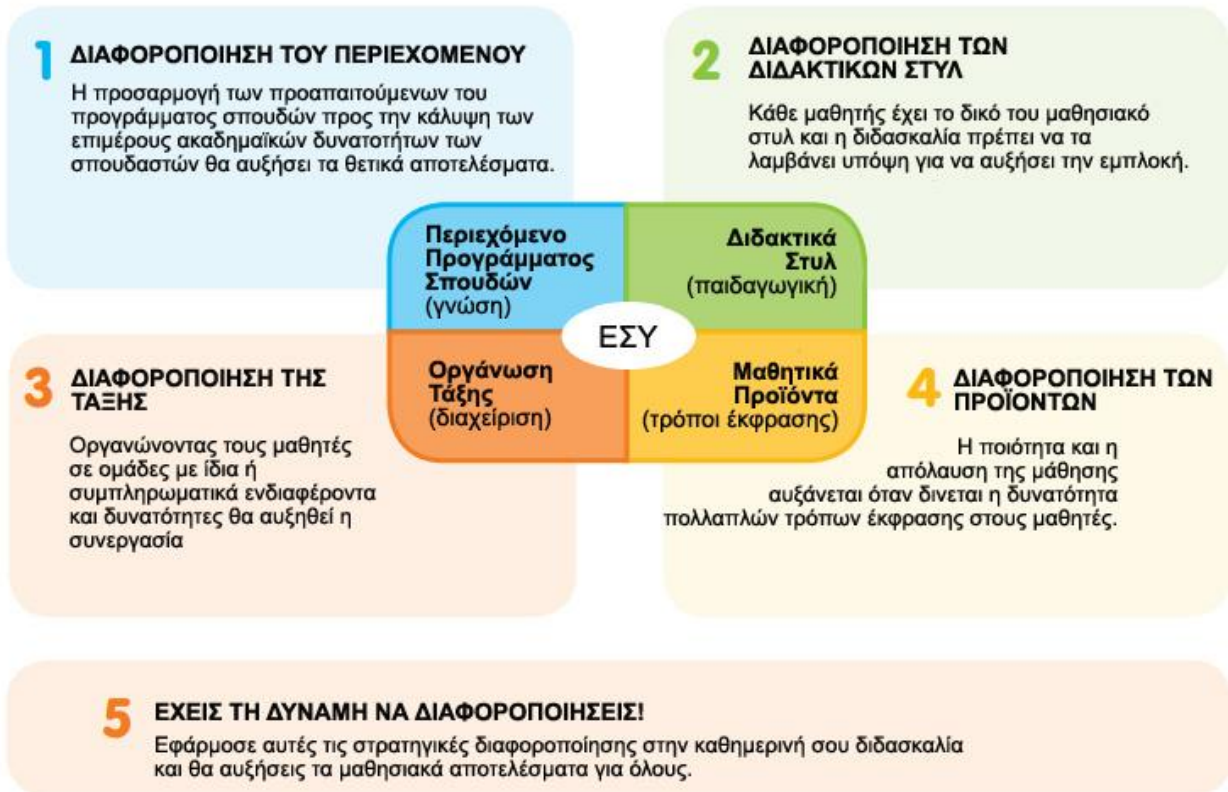 1 ΔΙΑΦΟΡΟΠΟΙΗΣΗ ΤΟΥ ΠΕΡΙΕΧΟΜΕΝΟΥ
Η προσαρμογή των προαπαιτούμενων του
προγράμματος σπουδών προς την κάλυψη των
επιμέρους ακαδημαϊκών δυνατοτήτων των
σπουδαστών θα αυξήσει τα θετικά αποτελέσματα.
2 ΔΙΑΦΟΡΟΠΟΙΗΣΗ ΤΩΝ
ΔΙΔΑΚΤΙΚΩΝ ΣΤΥΛ
Κάθε μαθητής έχει το δικό του μαθησιακό
στυλ και η διδασκαλία πρέπει να τα
λαμβάνει υπόψη για να αυξήσει την εμπλοκή.
Περιεχόμενο
Προγράμματος
Σπουδών
(γνώση)
Διδακτικά
Στυλ
(παιδαγωγική)
ΕΣΥ
Οργάνωση
Τάξης
(διαχείριση)
Μαθητικά
Προϊόντα
(τρόποι έκφρασης)
3 ΔΙΑΦΟΡΟΠΟΙΗΣΗ ΤΗΣ
ΤΑΞΗΣ
Οργανώνοντας τους μαθητές
σε ομάδες με ίδια ή
συμπληρωματικά ενδιαφέροντα
και δυνατότητες θα αυξηθεί η
συνεργασία
4 ΔΙΑΦΟΡΟΠΟΙΗΣΗ ΤΩΝ
ΠΡΟΪΟΝΤΩΝ
Η ποιότητα και η
απόλαυση της μάθησης
αυξάνεται όταν δινεται η δυνατότητα
πολλαπλών τρόπων έκφρασης στους μαθητές.
5 ΕΧΕΙΣ ΤΗ ΔΥΝΑΜΗ ΝΑ ΔΙΑΦΟΡΟΠΟΙΗΣΕΙΣ!
Εφάρμοσε αυτές τις στρατηγικές διαφοροποίησης στην καθημερινή σου διδασκαλία
και θα αυξήσεις τα μαθησιακά αποτελέσματα για όλους.